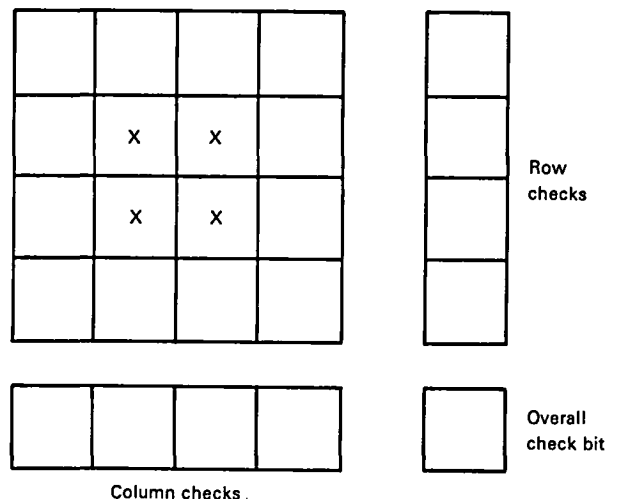 X X
Row
checks
X X
Overall
check bit
Column checks.